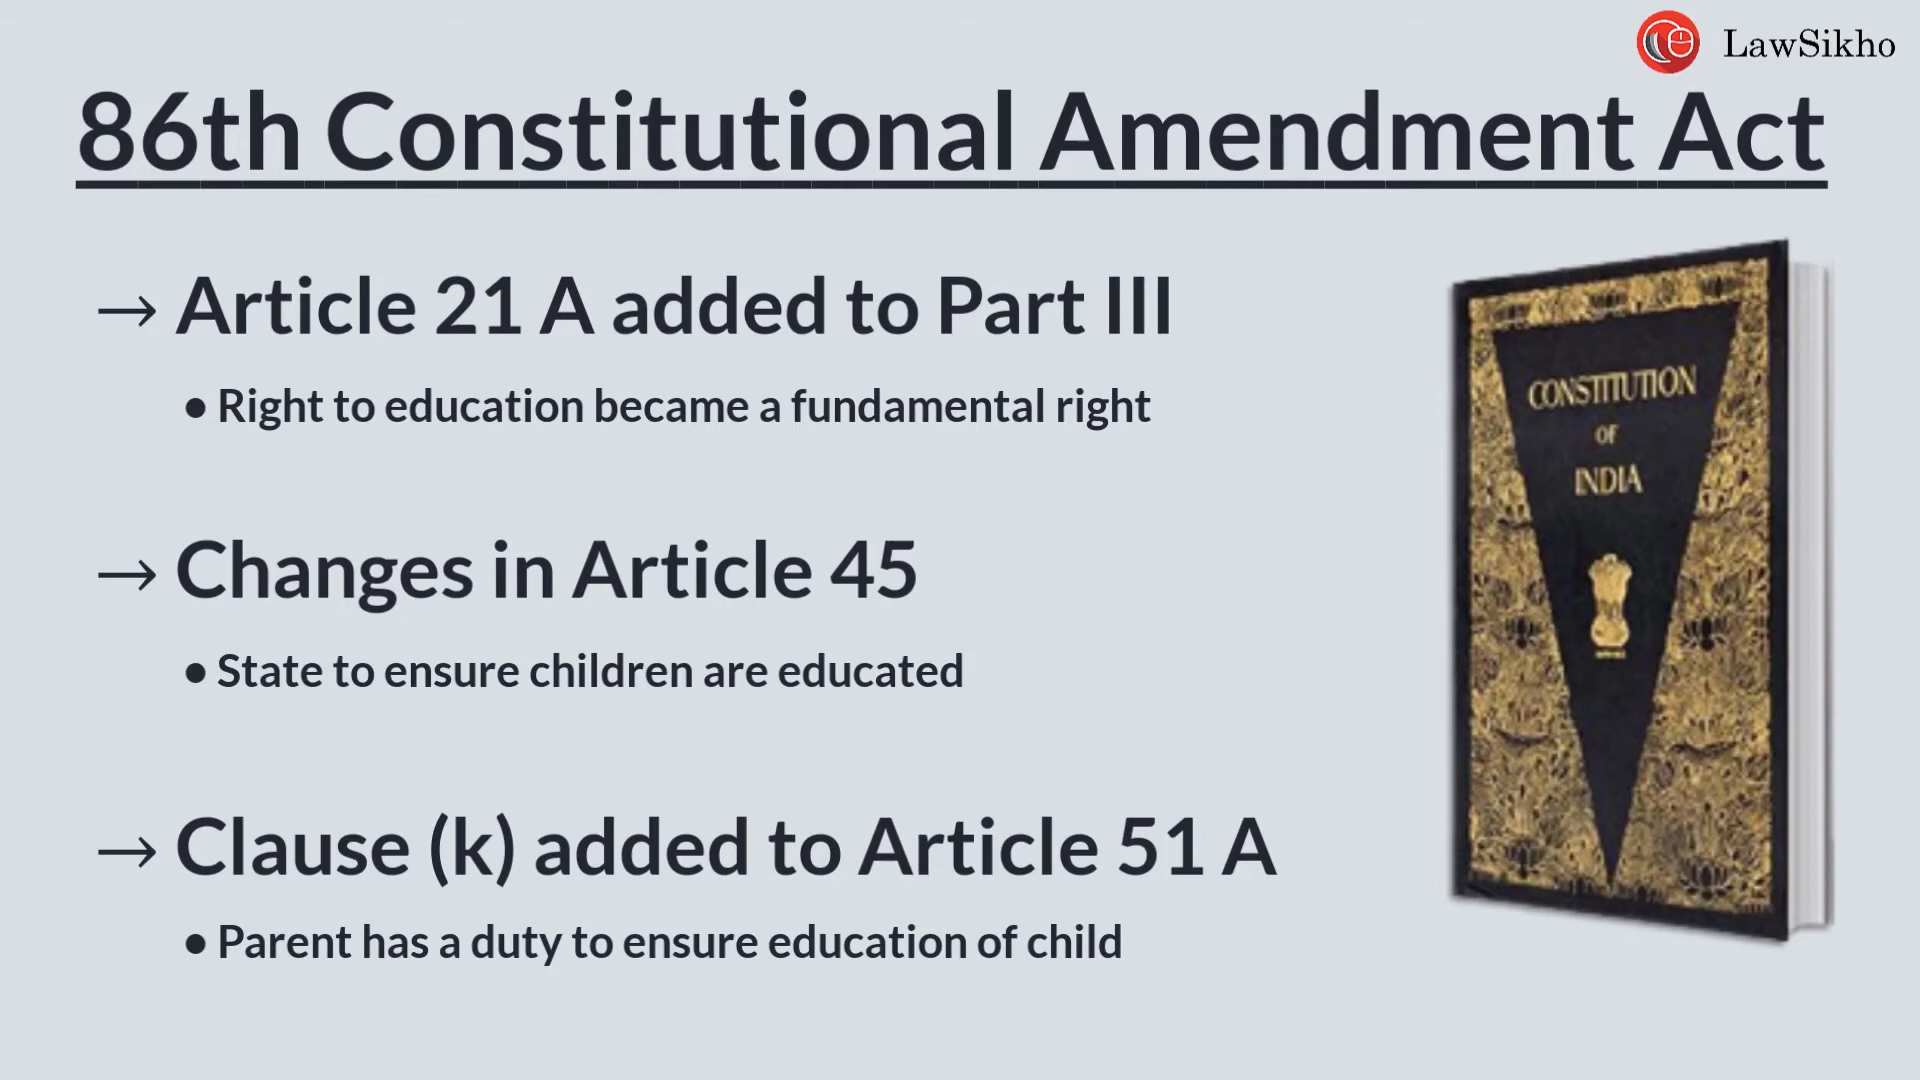 LawSikho
86th Constitutional Amendment Act
→ Article 21 A added to Part III
• Right to education became a fundamental right
→ Changes in Article 45
• State to ensure children are educated
→ Clause (k) added to Article 51 A
• Parent has a duty to ensure education of child
CONSTITUTION
OF
INDIA